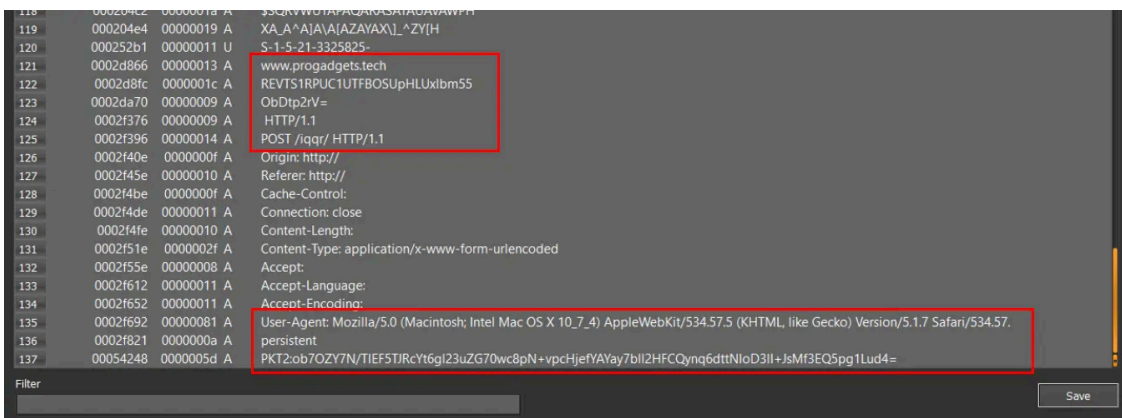 119 000204e4 00000019 A XA_A^A]A\A[AZAYAX\]_^ZY[H
120 000252b1 00000011 U S-1-5-21-3325825-
121 0002d866 00000013 A www.progadgets.tech
122 0002d8fc 0000001c A REVTS1RPUC1UTFBOSUpHLUxlbm55
123 0002da70 00000009 A ObDtp2rV=
124 0002f376 00000009 A HTTP/1.1
125 0002f396 00000014 A POST /iqqr/ HTTP/1.1
126 0002f40e 0000000f A Origin: http://
127 0002f45e 00000010 A Referer: http://
128 0002f4be 0000000f A Cache-Control:
129 0002f4de 00000011 A Connection: close
130 0002f4fe 00000010 A Content-Length:
131 0002f51e 0000002f A Content-Type: application/x-www-form-urlencoded
132 0002f55e 00000008 A Accept:
133 0002f612 00000011 A Accept-Language:
134 0002f652 00000011 A Accept-Encoding:
135 0002f692 00000081 A User-Agent: Mozilla/5.0 (Macintosh; Intel Mac OS X 10_7_4) AppleWebKit/534.57.5 (KHTML, like Gecko) Version/5.1.7 Safari/534.57.
136 0002f821 0000000a A persistent
137 00054248 0000005d A PKT2:ob7OZY7N/TIEF5TJRcYt6gl23uZG70wc8pN+vpcHjefYAYay7bII2HFCQynq6dttNIoD3II+JsMf3EQ5pg1Lud4=
Filter
Save